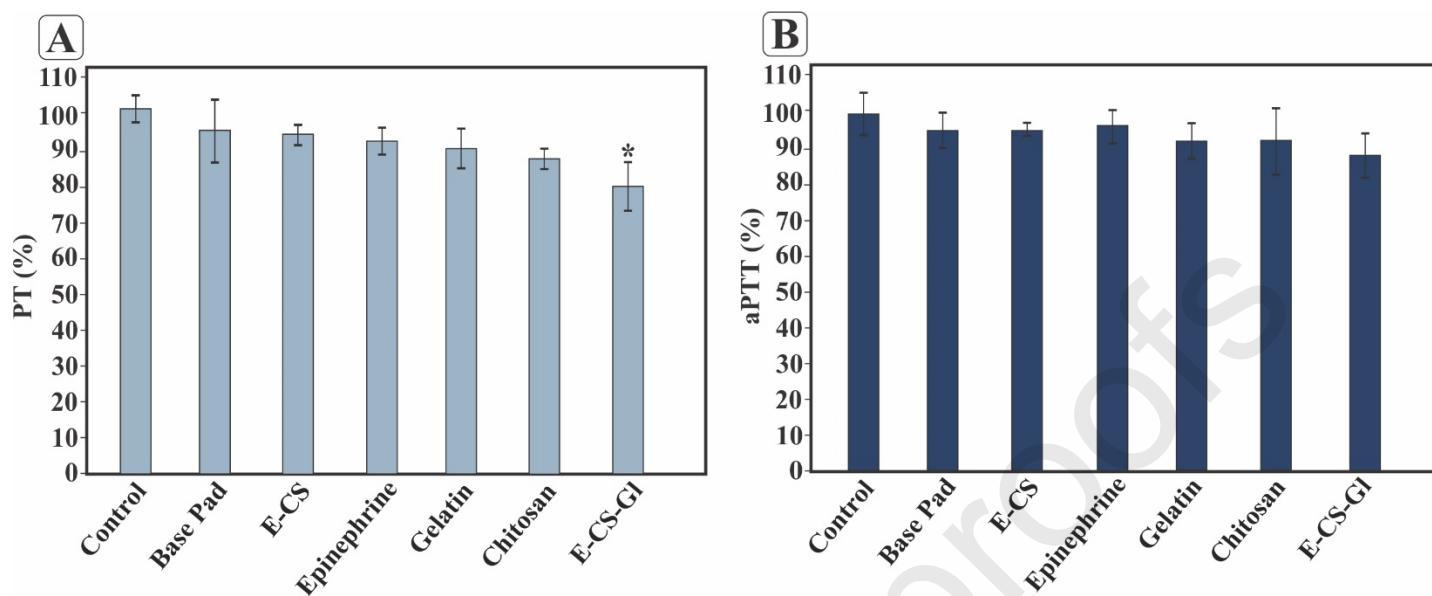 A
110
100
90
80
70
60
50
40
30
20
10
0
PT (%)
*
Control
Base Pad
E-CS
Epinephrine
Gelatin
Chitosan
E-CS-Gl
B
110
100
90
80
70
60
50
40
30
20
10
0
aPTT (%)
Control
Base Pad
E-CS
Epinephrine
Gelatin
Chitosan
E-CS-Gl
proofs